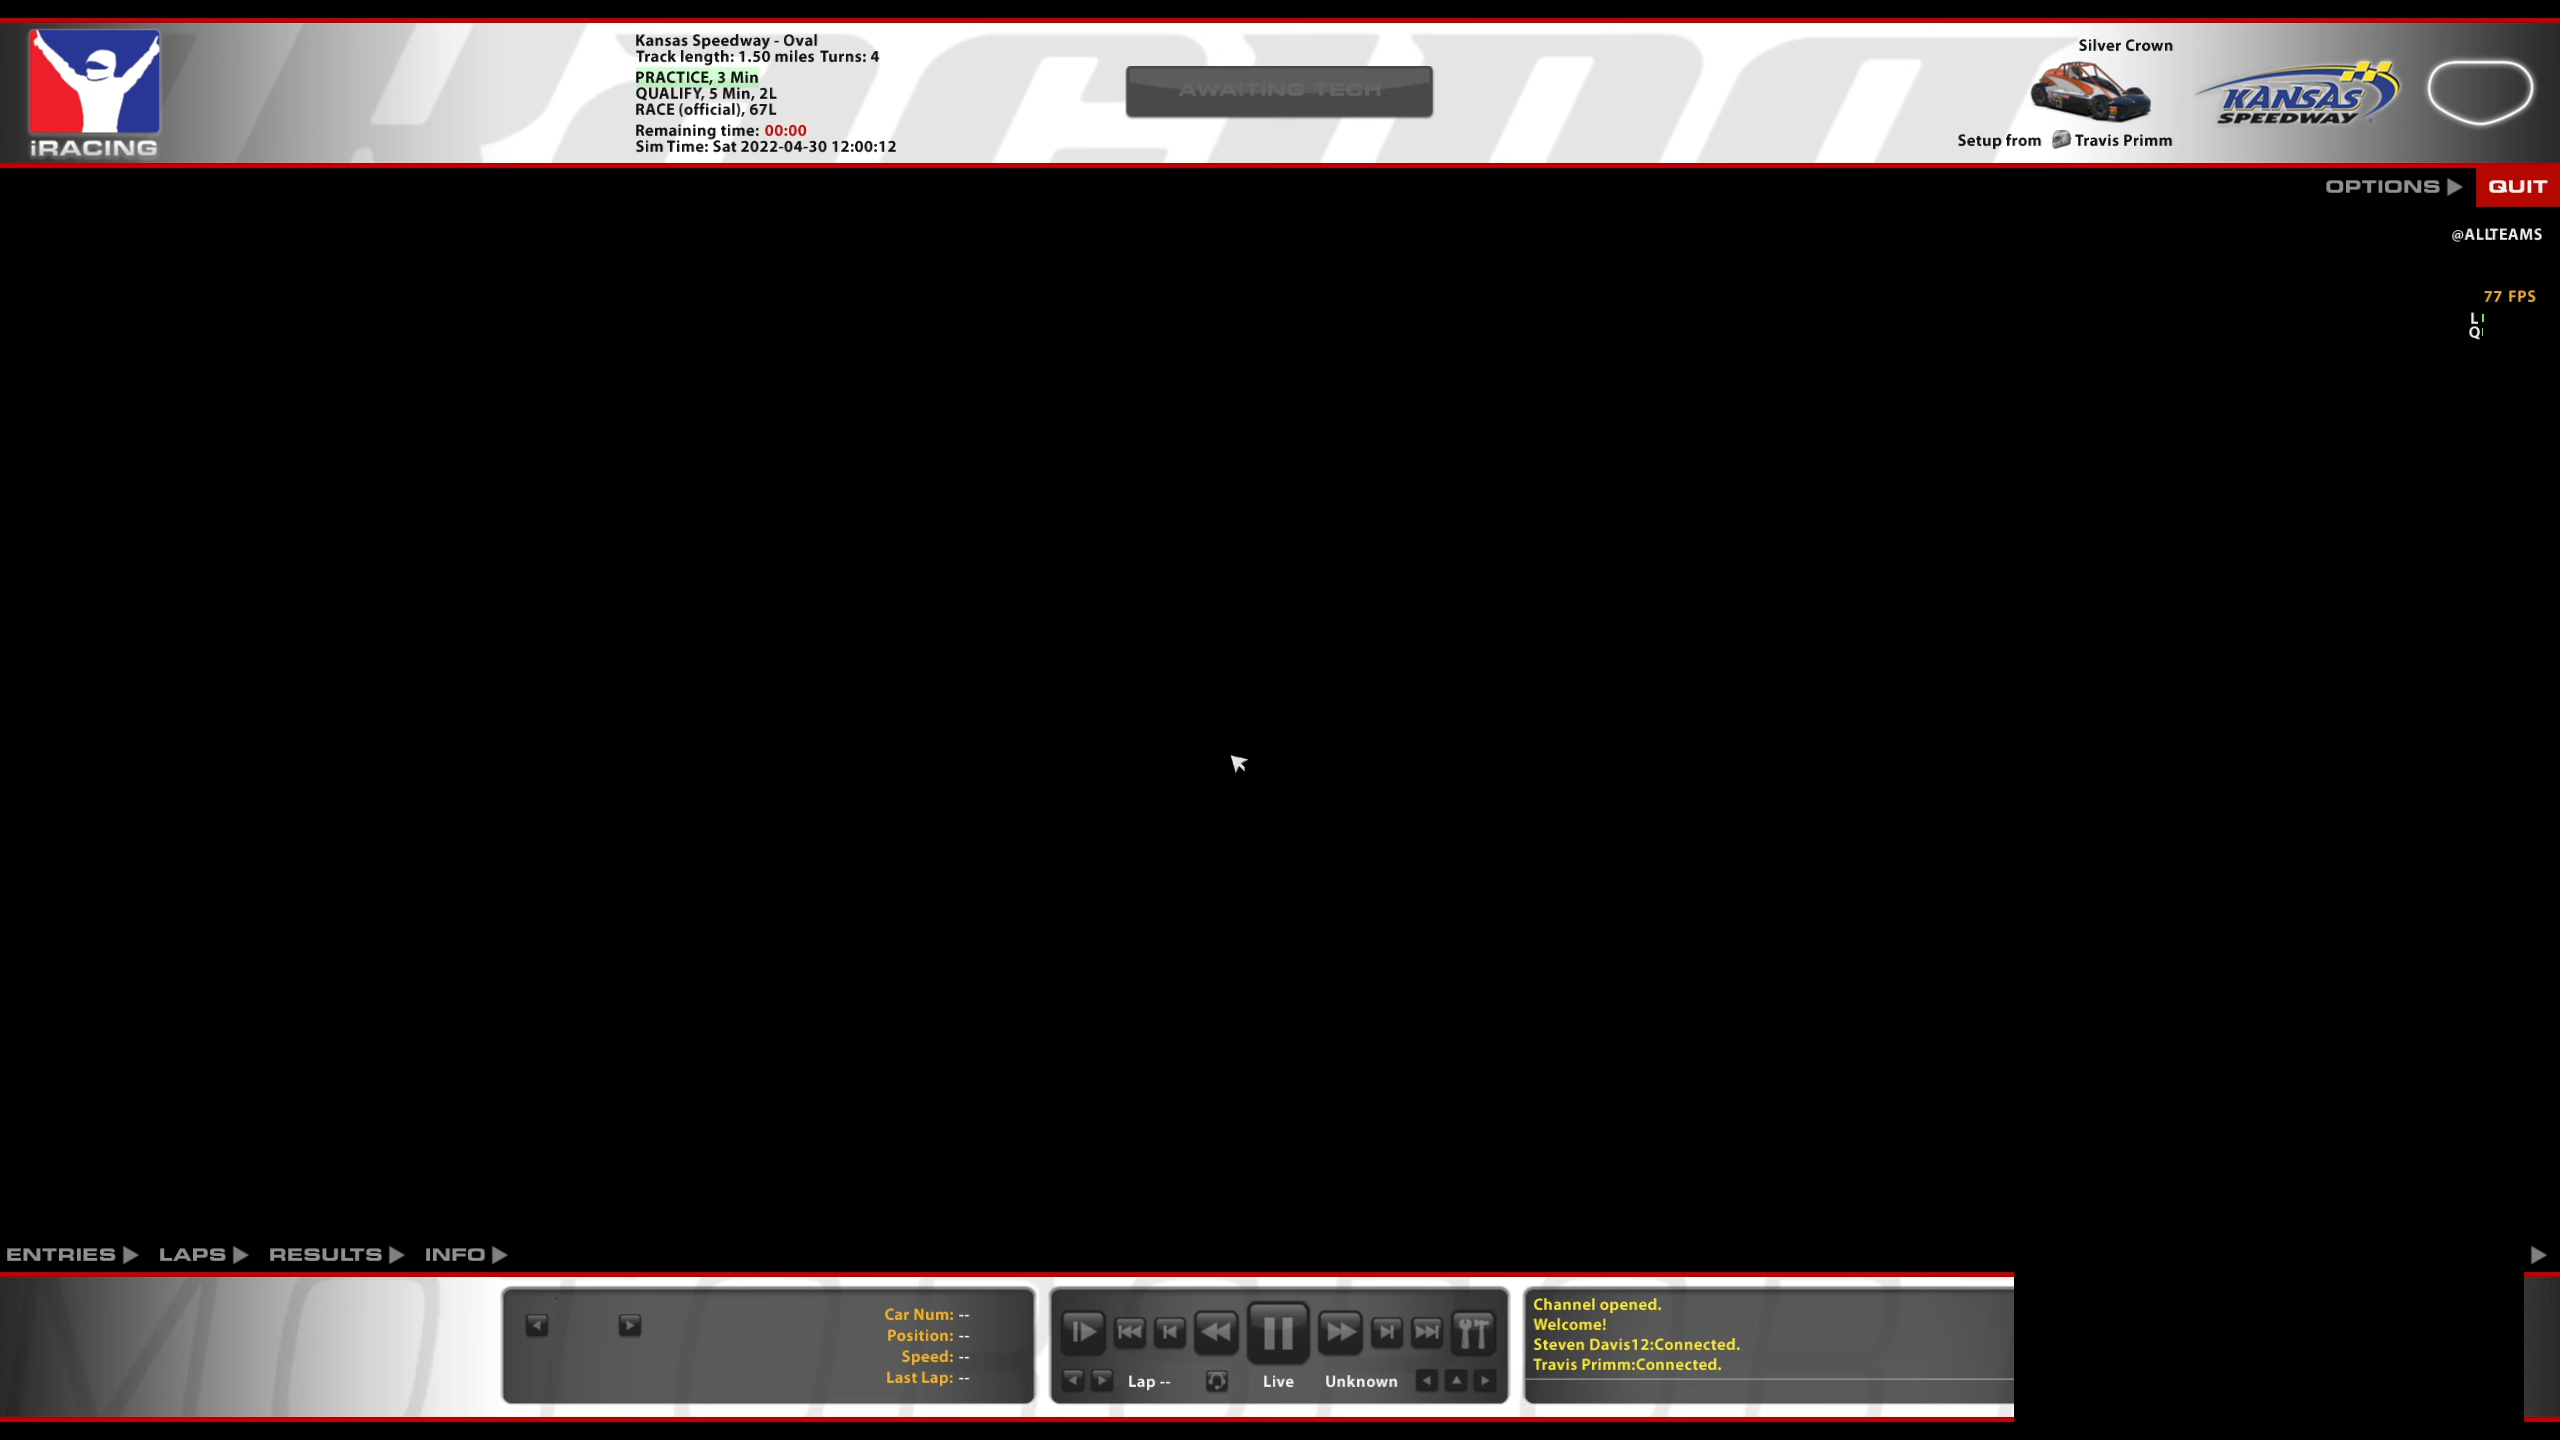 iRACING
Kansas Speedway - Oval
Track length: 1.50 miles Turns: 4
PRACTICE, 3 Min
QUALIFY, 5 Min, 2L
RACE (official), 67L
Remaining time: 00:00
Sim Time: Sat 2022-04-30 12:00:12
AWAITING TECH
Silver Crown
Setup from Travis Primm
KANSAS
SPEEDWAY
OPTIONS
QUIT
@ALLTEAMS
77 FPS
L
Q
ENTRIES
LAPS
RESULTS
INFO
Car Num: --
Position: --
Speed: --
Last Lap: --
Lap --
Live
Unknown
Channel opened.
Welcome!
Steven Davis12:Connected.
Travis Primm:Connected.